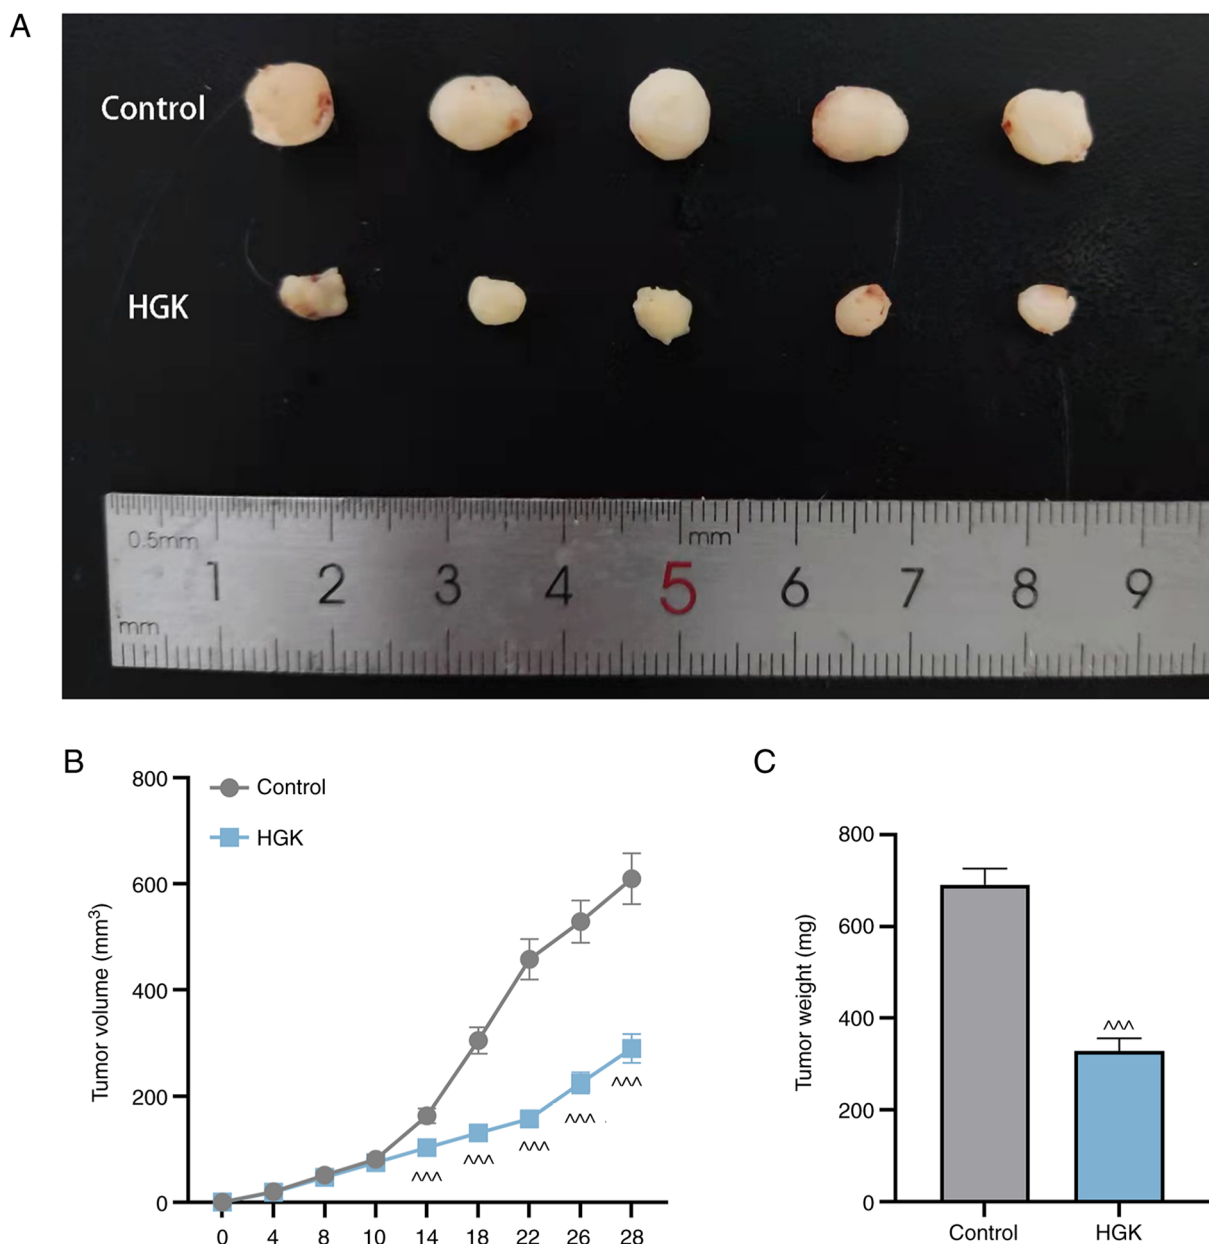 A
Control
HGK
0.5mm
mm
1 2 3 4 5 6 7 8 9
mm
B
C
Control
HGK
800
600
400
200
0
Tumor volume (mm³)
^^^
^^^
^^^
^^^
^^^
0 4 8 10 14 18 22 26 28
800
600
400
200
0
Tumor weight (mg)
^^^
Control HGK